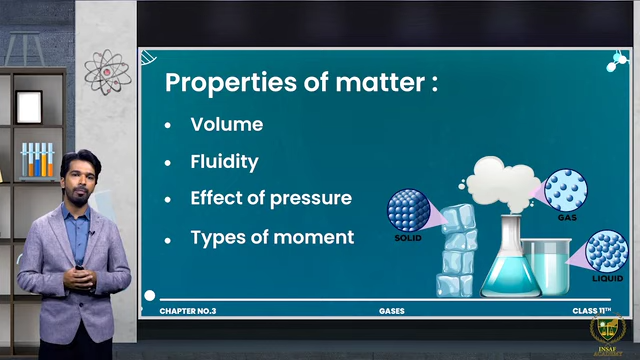 Properties of matter :
• Volume
• Fluidity
• Effect of pressure
• Types of moment
SOLID
GAS
LIQUID
CHAPTER NO.3
GASES
CLASS 11TH
INSAF